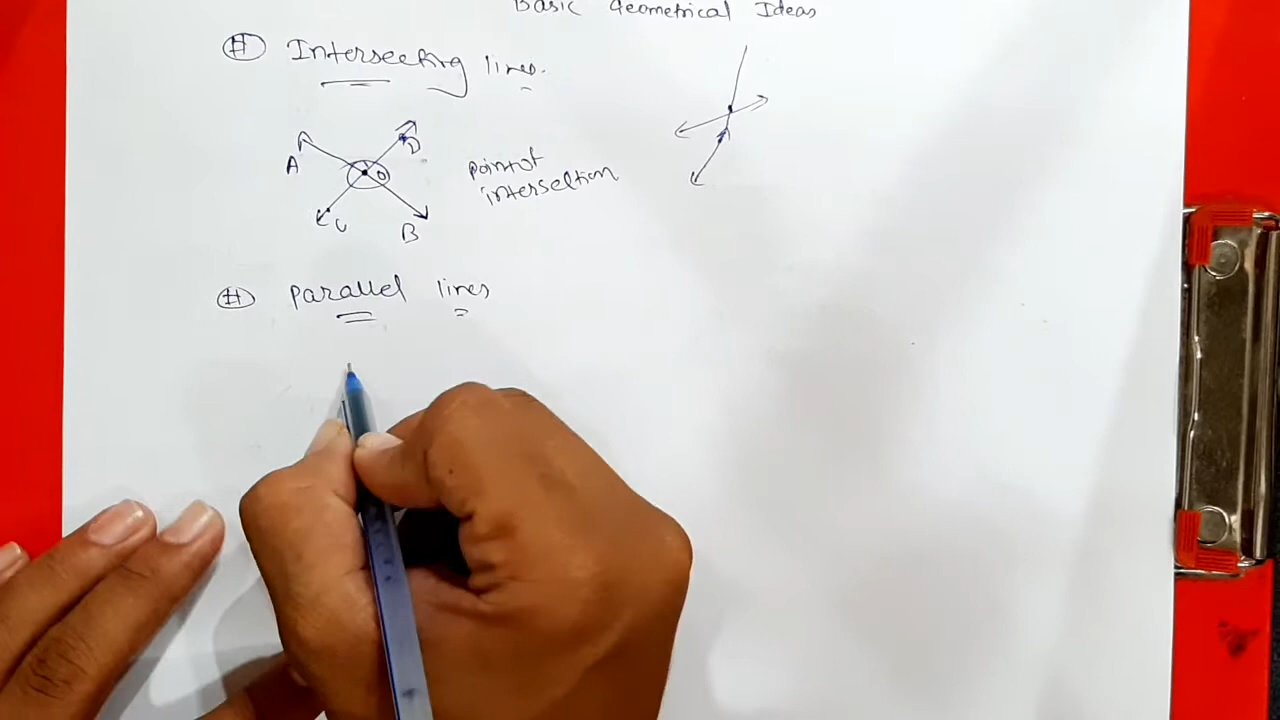 Basic Geometrical Ideas
# Intersecting lines.
A
D
O
C
B
point of
intersection
# Parallel lines